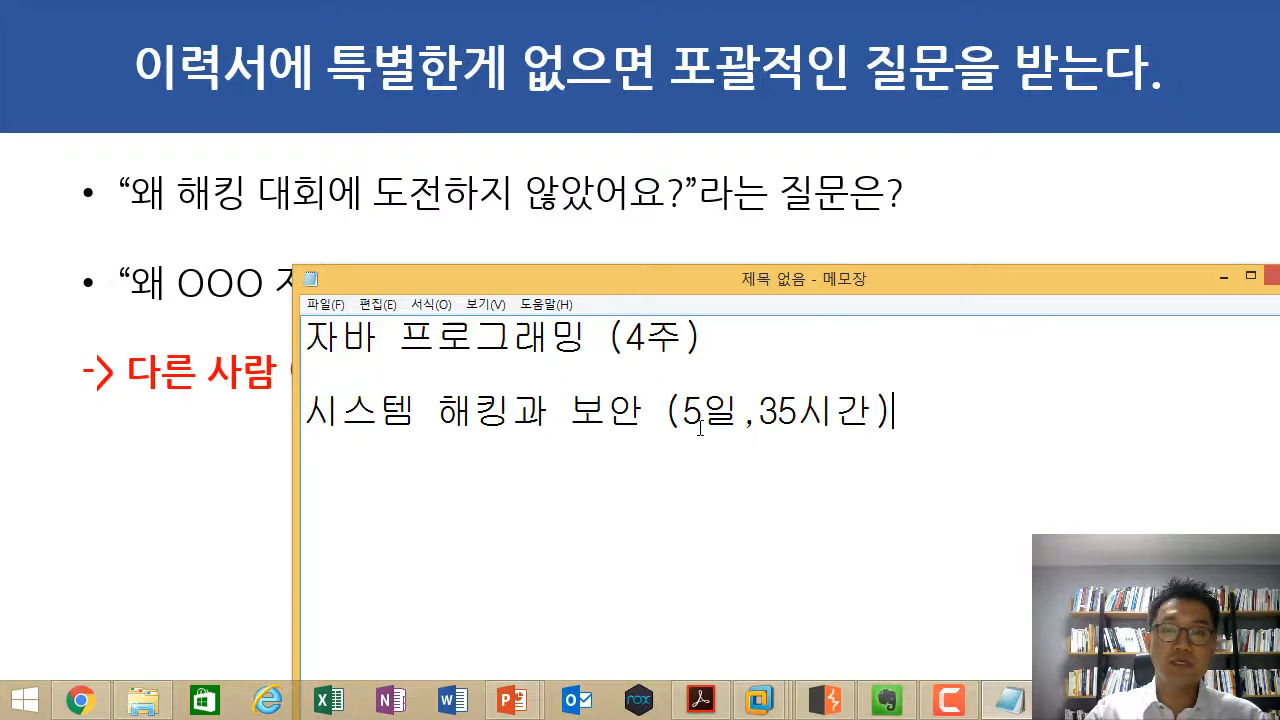 이력서에 특별한게 없으면 포괄적인 질문을 받는다.
• “왜 해킹 대회에 도전하지 않았어요?”라는 질문은?
• “왜 OOO
-> 다른 사람
제목 없음 - 메모장
파일(F) 편집(E) 서식(O) 보기(V) 도움말(H)
자바 프로그래밍 (4주)
시스템 해킹과 보안 (5일,35시간)
nox